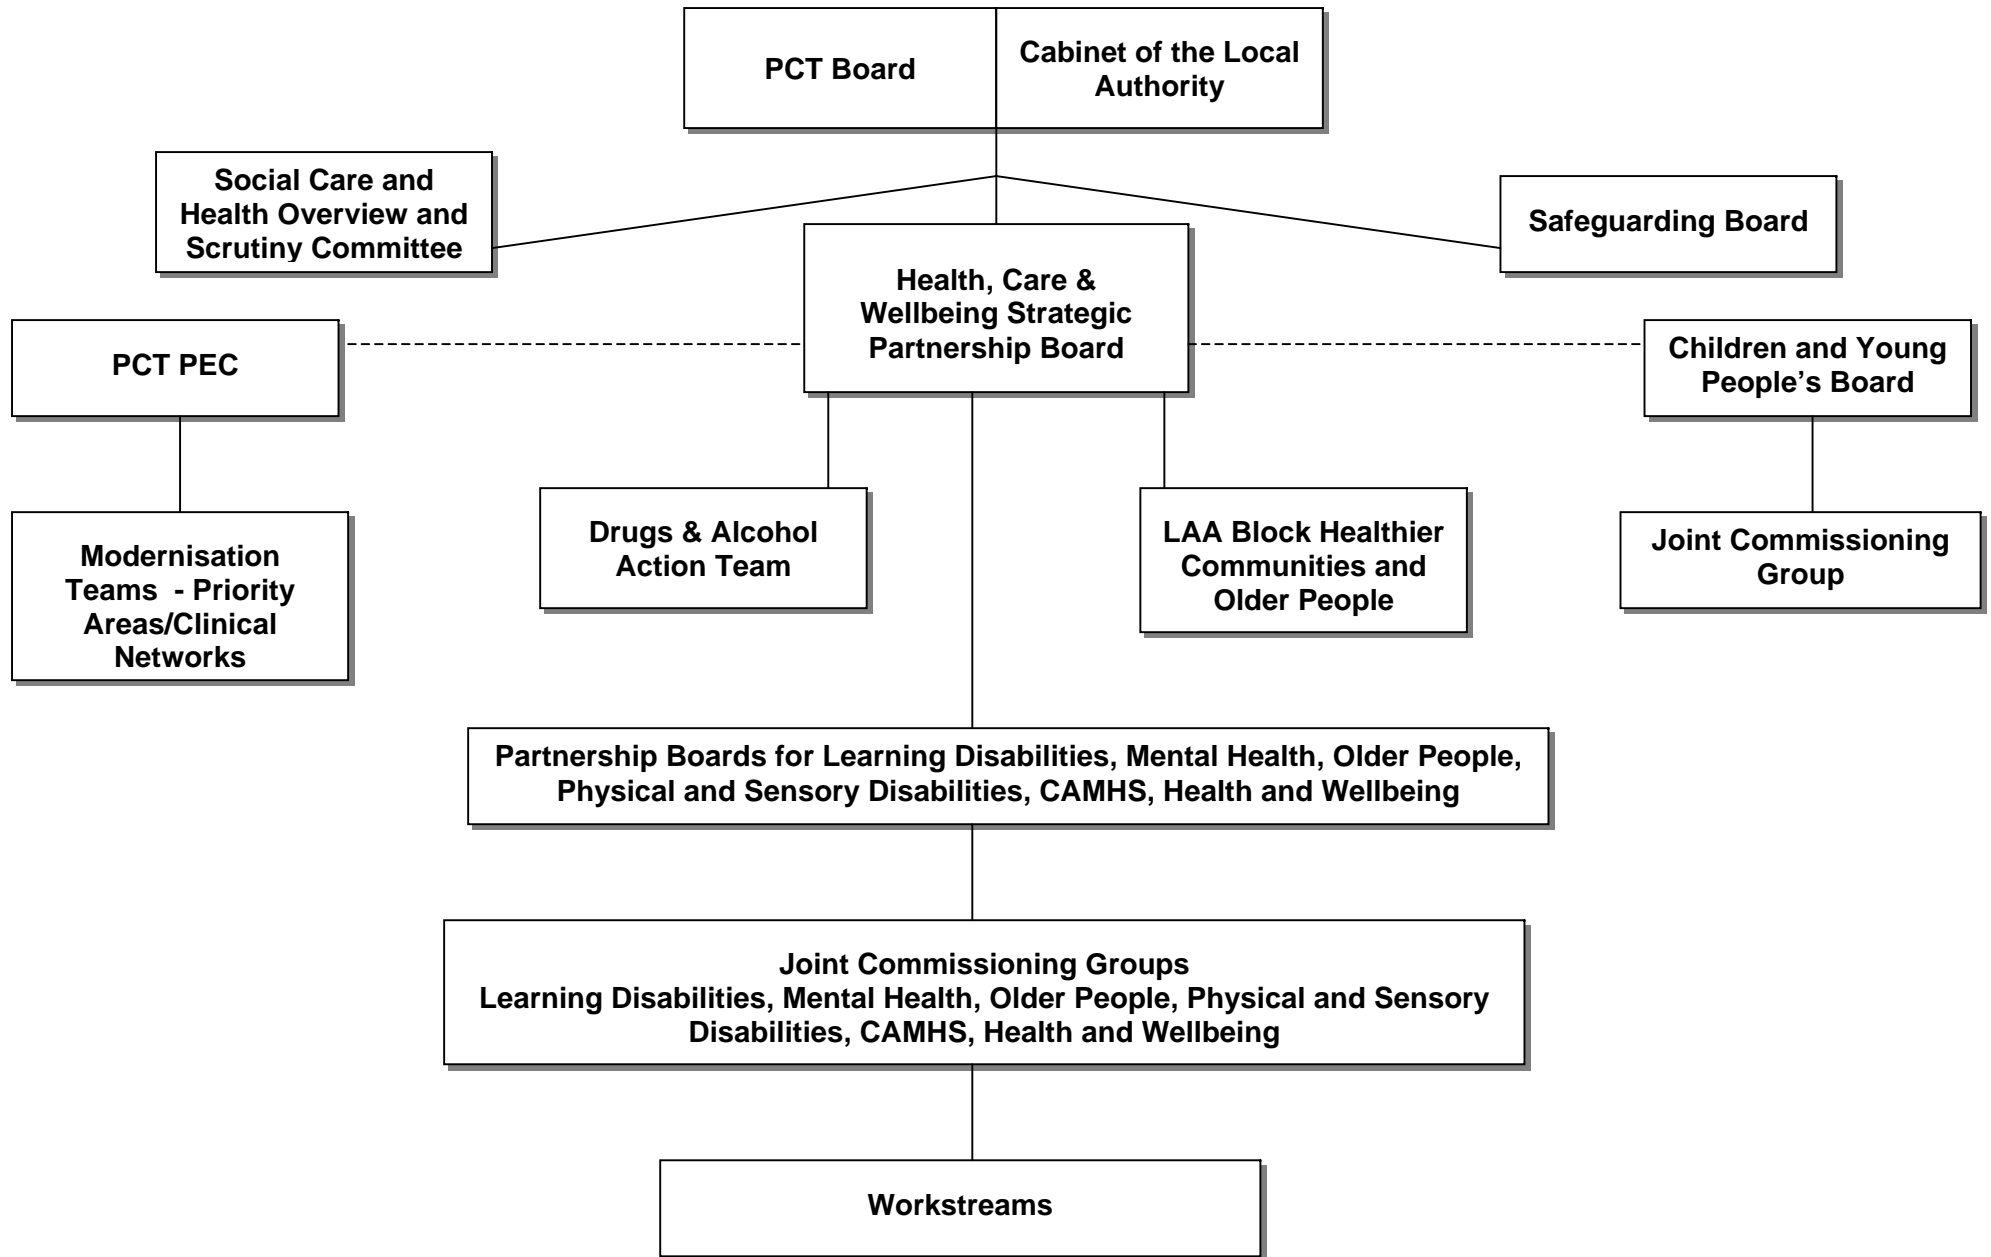 PCT Board
Cabinet of the Local
Authority
Social Care and
Health Overview and
Scrutiny Committee
Safeguarding Board
Health, Care &
Wellbeing Strategic
Partnership Board
PCT PEC
Children and Young
People’s Board
Modernisation
Teams - Priority
Areas/Clinical
Networks
Drugs & Alcohol
Action Team
LAA Block Healthier
Communities and
Older People
Joint Commissioning
Group
Partnership Boards for Learning Disabilities, Mental Health, Older People,
Physical and Sensory Disabilities, CAMHS, Health and Wellbeing
Joint Commissioning Groups
Learning Disabilities, Mental Health, Older People, Physical and Sensory
Disabilities, CAMHS, Health and Wellbeing
Workstreams